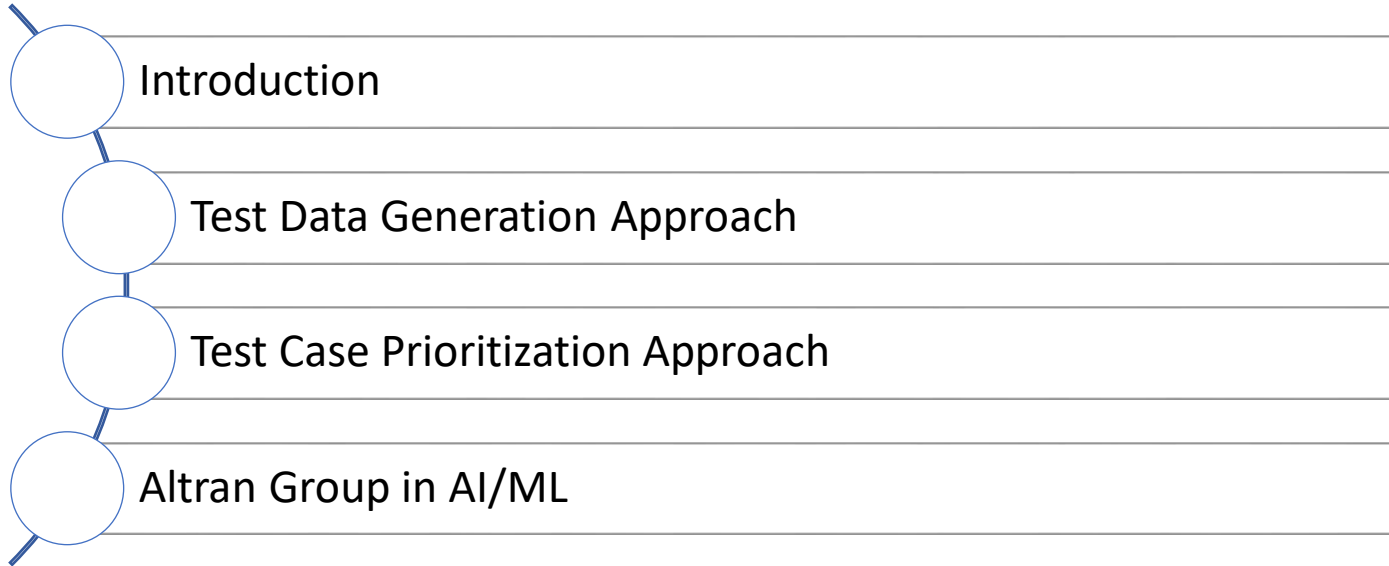 Introduction
Test Data Generation Approach
Test Case Prioritization Approach
Altran Group in AI/ML